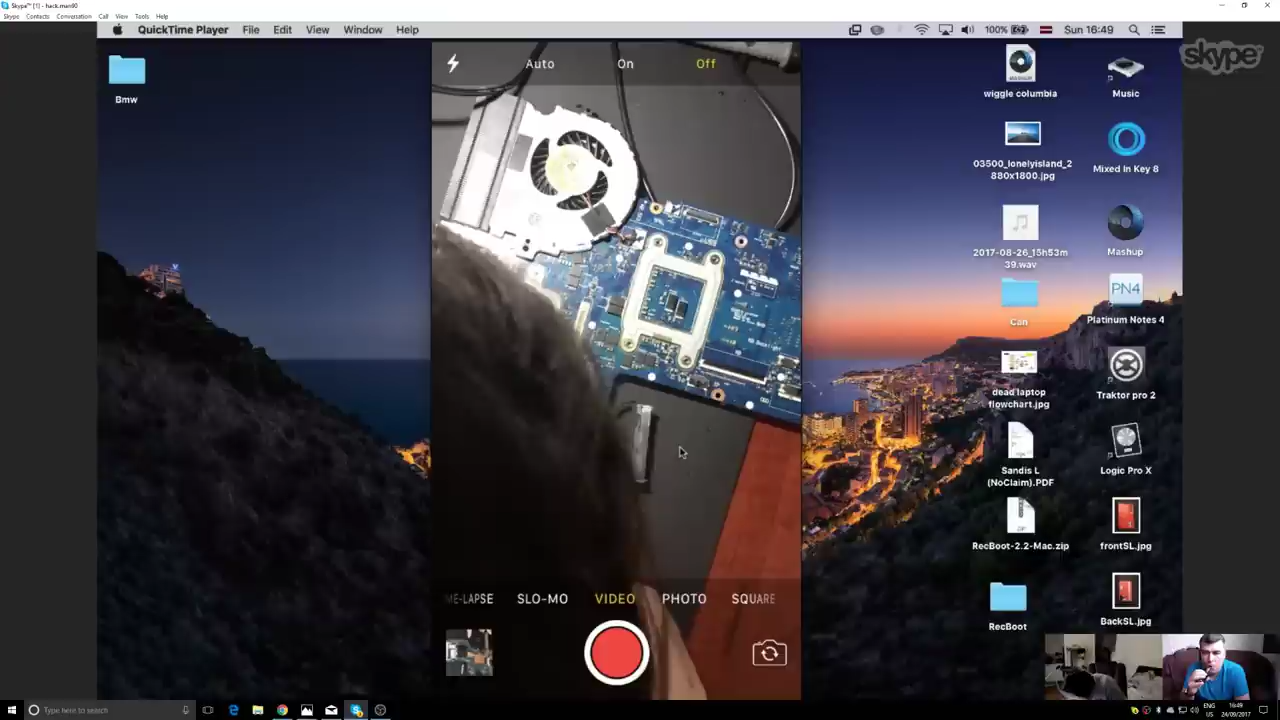 Skype™ [1] - hack.man90
Skype Contacts Conversation Call View Tools Help
QuickTime Player File Edit View Window Help
100% Sun 16:49
skype™
Auto On Off
Bmw
wiggle columbia
Music
03500_lonelyisland_2
880x1800.jpg
Mixed In Key 8
2017-08-26_15h53m
39.wav
Mashup
Can
PN4
Platinum Notes 4
dead laptop
flowchart.jpg
Traktor pro 2
Sandis L
(NoClaim).PDF
Logic Pro X
ZIP
RecBoot-2.2-Mac.zip
frontSL.jpg
RecBoot
BackSL.jpg
ME-LAPSE SLO-MO VIDEO PHOTO SQUARE
Type here to search
ENG
US
16:49
24/09/2017